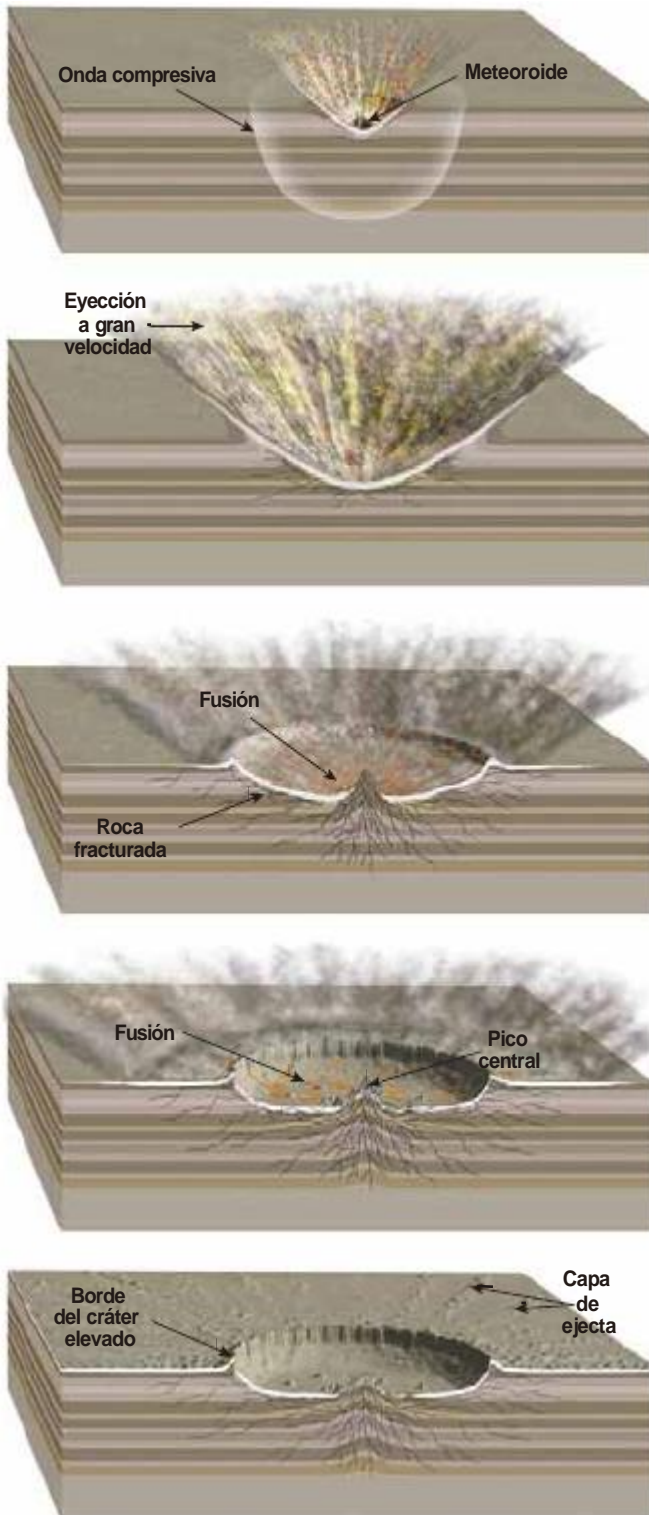 Onda compresiva
Meteoroide
Eyección
a gran
velocidad
Fusión
Roca
fracturada
Fusión
Pico
central
Borde
del cráter
elevado
Capa
de
ejecta